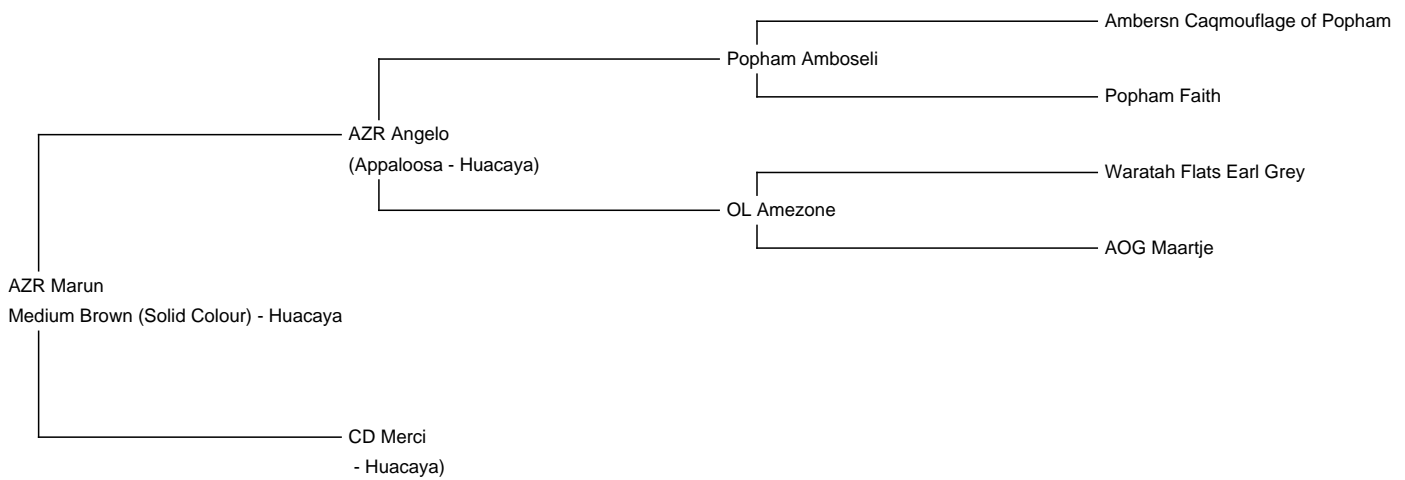 Ambersn Caqmouflage of Popham
Popham Amboseli
Popham Faith
AZR Angelo
(Appaloosa - Huacaya)
Waratah Flats Earl Grey
OL Amezone
AOG Maartje
AZR Marun
Medium Brown (Solid Colour) - Huacaya
CD Merci
- Huacaya)